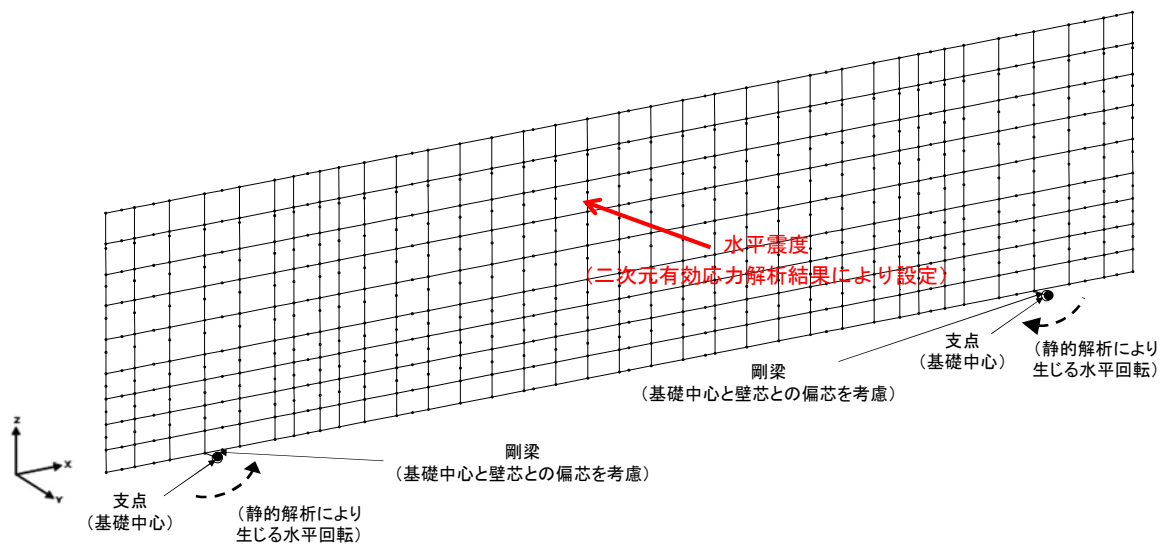 水平震度
(二次元有効応力解析結果により設定)
支点
(基礎中心)
(静的解析により
生じる水平回転)
剛梁
(基礎中心と壁芯との偏芯を考慮)
Z
X
Y
剛梁
(基礎中心と壁芯との偏芯を考慮)
支点
(基礎中心)
(静的解析により
生じる水平回転)